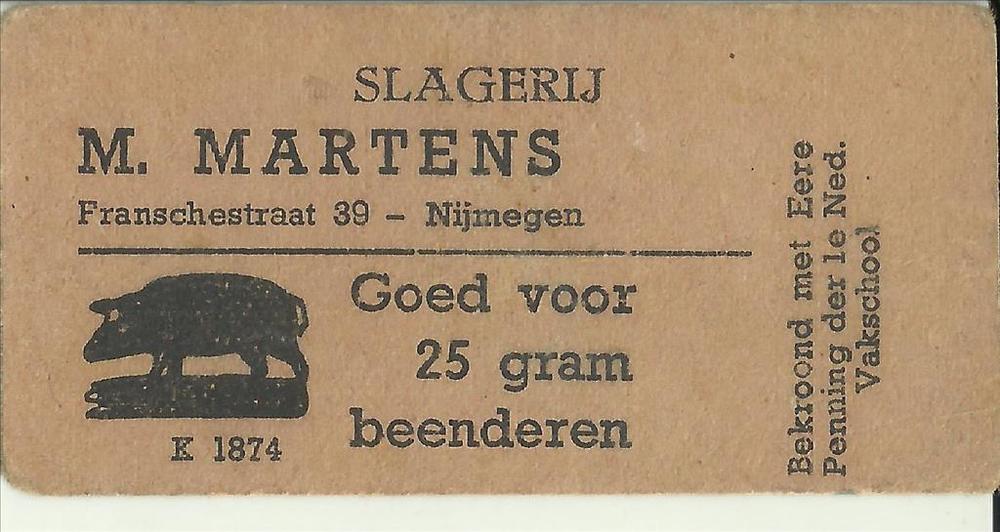 SLAGERIJ
M. MARTENS
Franschestraat 39 - Nijmegen
Goed voor
25 gram
beenderen
K 1874
Bekroond met Eere
Penning der 1e Ned.
Vakschool